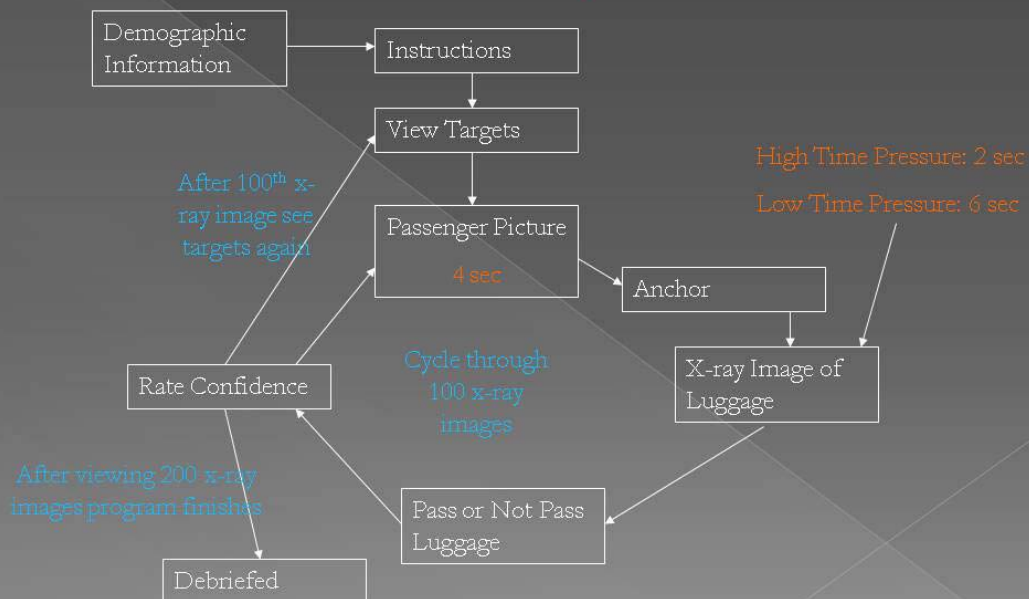 Demographic
Information
Instructions
View Targets
High Time Pressure: 2 sec
Low Time Pressure: 6 sec
After 100th x-
ray image see
targets again
Passenger Picture
4 sec
Anchor
Cycle through
100 x-ray
images
X-ray Image of
Luggage
Rate Confidence
After viewing 200 x-ray
images program finishes
Pass or Not Pass
Luggage
Debriefed